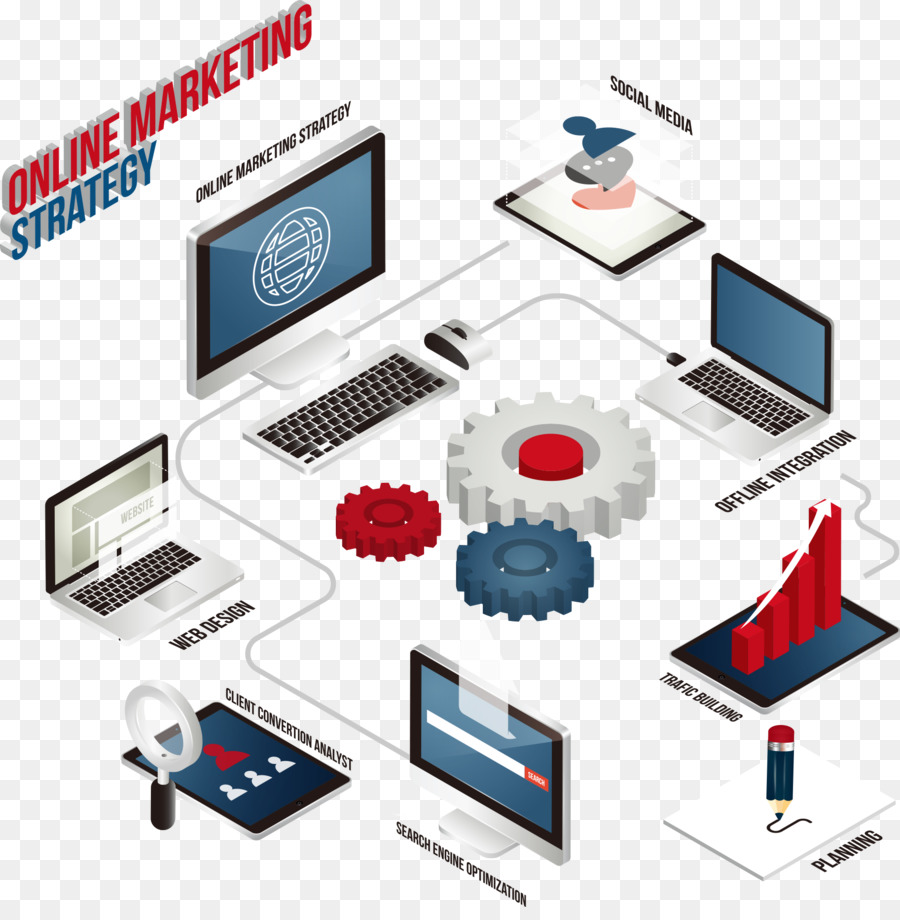 ONLINE MARKETING
STRATEGY
ONLINE MARKETING STRATEGY
SOCIAL MEDIA
OFFLINE INTEGRATION
WEBSITE
WEB DESIGN
TRAFIC BUILDING
CLIENT CONVERTION ANALYST
SEARCH
SEARCH ENGINE OPTIMIZATION
PLANNING